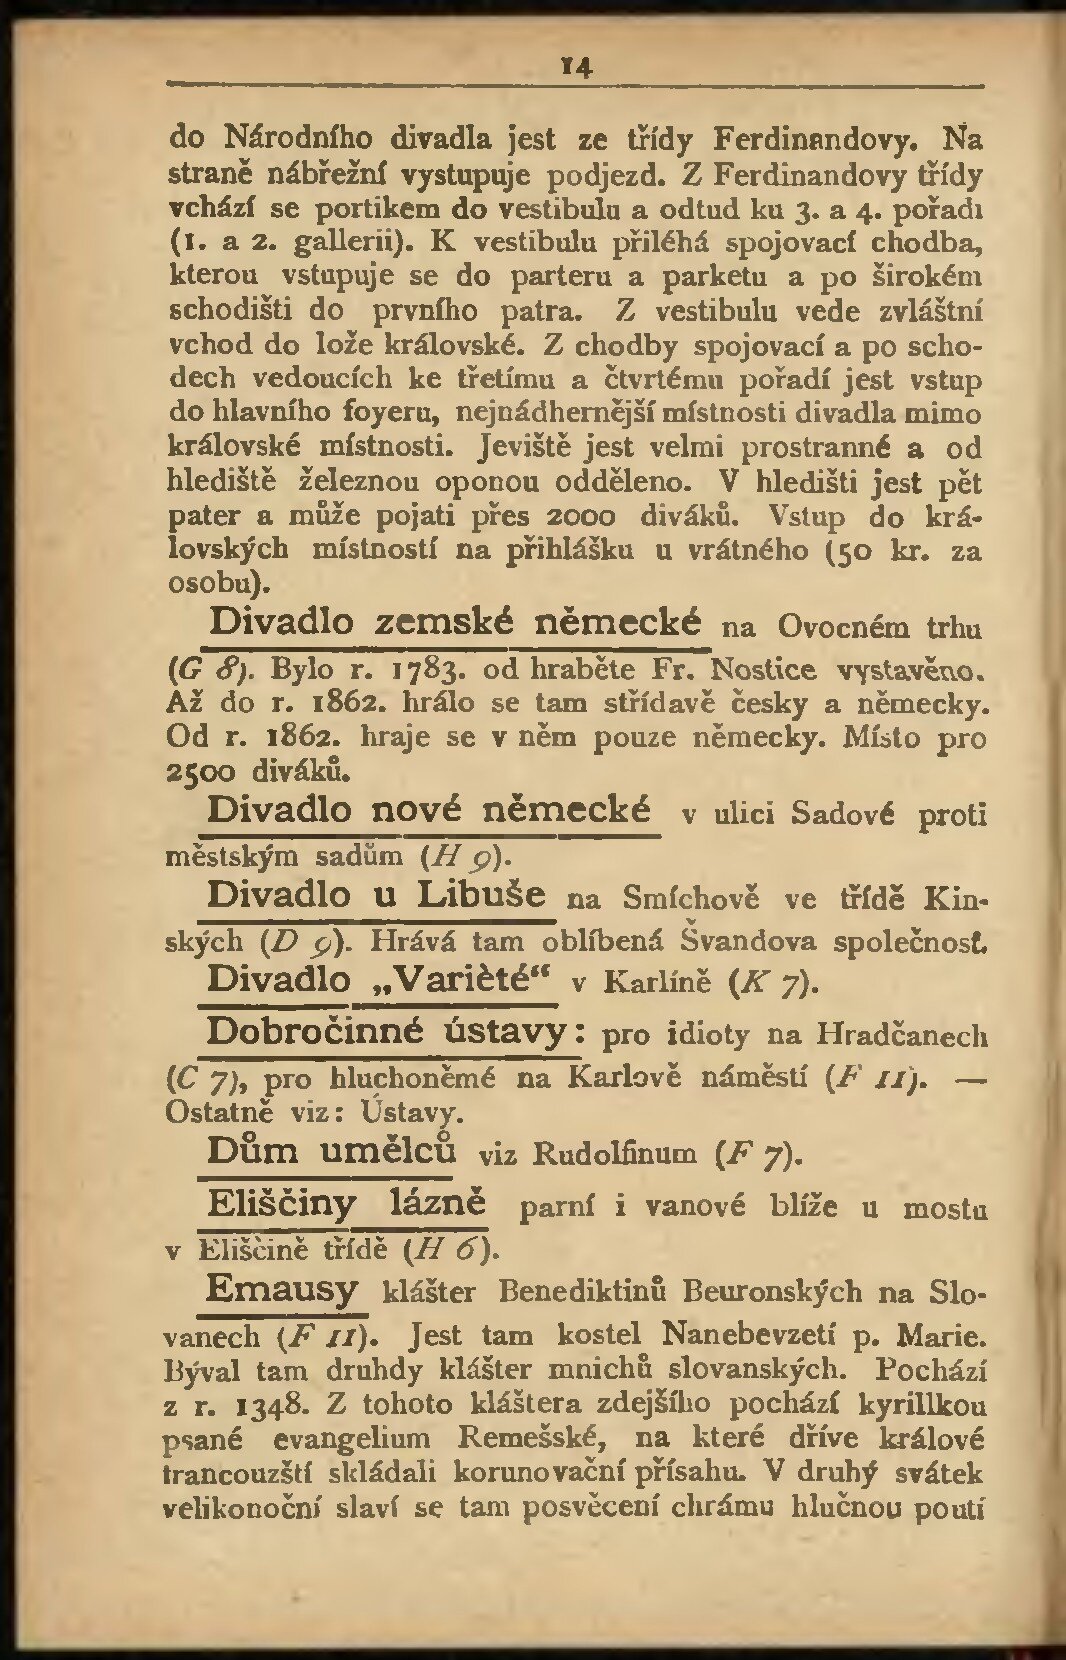 14
do Národního divadla jest ze třídy Ferdinandovy. Na
straně nábřežní vystupuje podjezd. Z Ferdinandovy třídy
vchází se portikem do vestibulu a odtud ku 3. a 4. pořadi
(1. a 2. gallerii). K vestibulu přiléhá spojovací chodba,
kterou vstupuje se do parteru a parketu a po širokém
schodišti do prvního patra. Z vestibulu vede zvláštní
vchod do lože královské. Z chodby spojovací a po scho-
dech vedoucích ke třetímu a čtvrtému pořadí jest vstup
do hlavního foyeru, nejnádhernější místnosti divadla mimo
královské místnosti. Jeviště jest velmi prostranné a od
hlediště železnou oponou odděleno. V hledišti jest pět
pater a může pojati přes 2000 diváků. Vstup do krá-
lovských místností na přihlášku u vrátného (50 kr. za
osobu).
Divadlo zemské německé na Ovocném trhu
(G 8). Bylo r. 1783. od hraběte Fr. Nostice vystavěno.
Až do r. 1862. hrálo se tam střídavě česky a německy.
Od r. 1862. hraje se v něm pouze německy. Místo pro
2500 diváků.
Divadlo nové německé v ulici Sadové proti
městským sadům (H 9).
Divadlo u Libuše na Smíchově ve třídě Kin-
ských (D 9). Hrává tam oblíbená Švandova společnosť.
Divadlo „Varièté“ v Karlíně (K 7).
Dobročinné ústavy: pro idioty na Hradčanech
(C 7), pro hluchoněmé na Karlově náměstí (F 11). —
Ostatně viz: Ústavy.
Dům umělců viz Rudolfinum (F 7).
Eliščiny lázně parní i vanové blíže u mostu
v Eliščině třídě (H 6).
Emausy klášter Benediktinů Beuronských na Slo-
vanech (F 11). Jest tam kostel Nanebevzetí p. Marie.
Býval tam druhdy klášter mnichů slovanských. Pochází
z r. 1348. Z tohoto kláštera zdejšího pochází kyrillkou
psané evangelium Remešské, na které dříve králové
francouzští skládali korunovační přísahu. V druhý svátek
velikonoční slaví se tam posvěcení chrámu hlučnou poutí